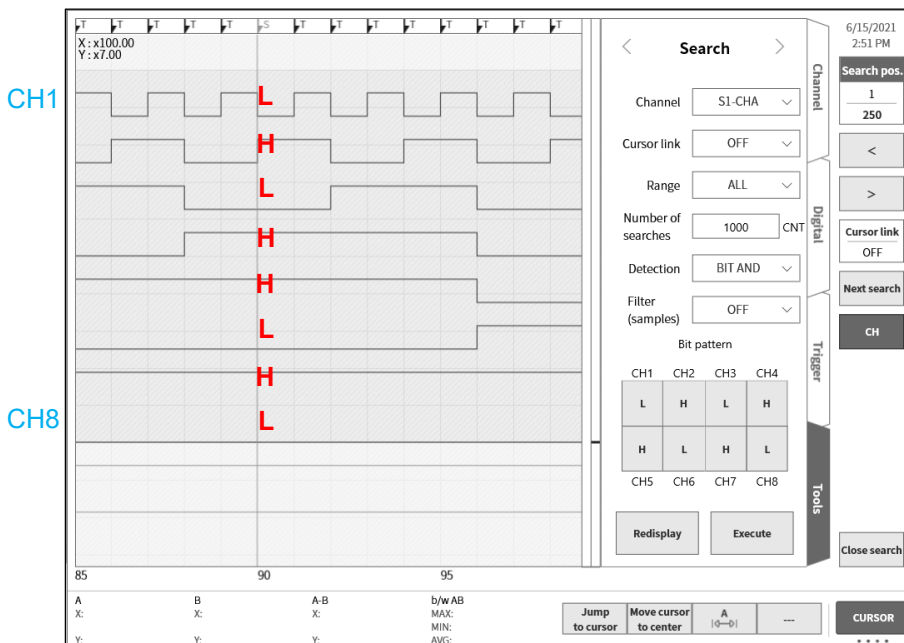 T T T T T S T T T T T T T T
X : x100.00
Y : x7.00
CH1
L
H
L
H
H
L
H
L
CH8
85 90 95
Search
Channel S1-CHA
Cursor link OFF
Range ALL
Number of
searches 1000 CNT
Detection BIT AND
Filter
(samples) OFF
Bit pattern
CH1 CH2 CH3 CH4
L H L H
H L H L
CH5 CH6 CH7 CH8
Redisplay Execute
Channel
Digital
Trigger
Tools
6/15/2021
2:51 PM
Search pos.
1
250
<
>
Cursor link
OFF
Next search
CH
Close search
A B A-B b/w AB
X: X: X: MAX:
MIN:
Y: Y: Y: AVG:
Jump
to cursor
Move cursor
to center
A
---
CURSOR